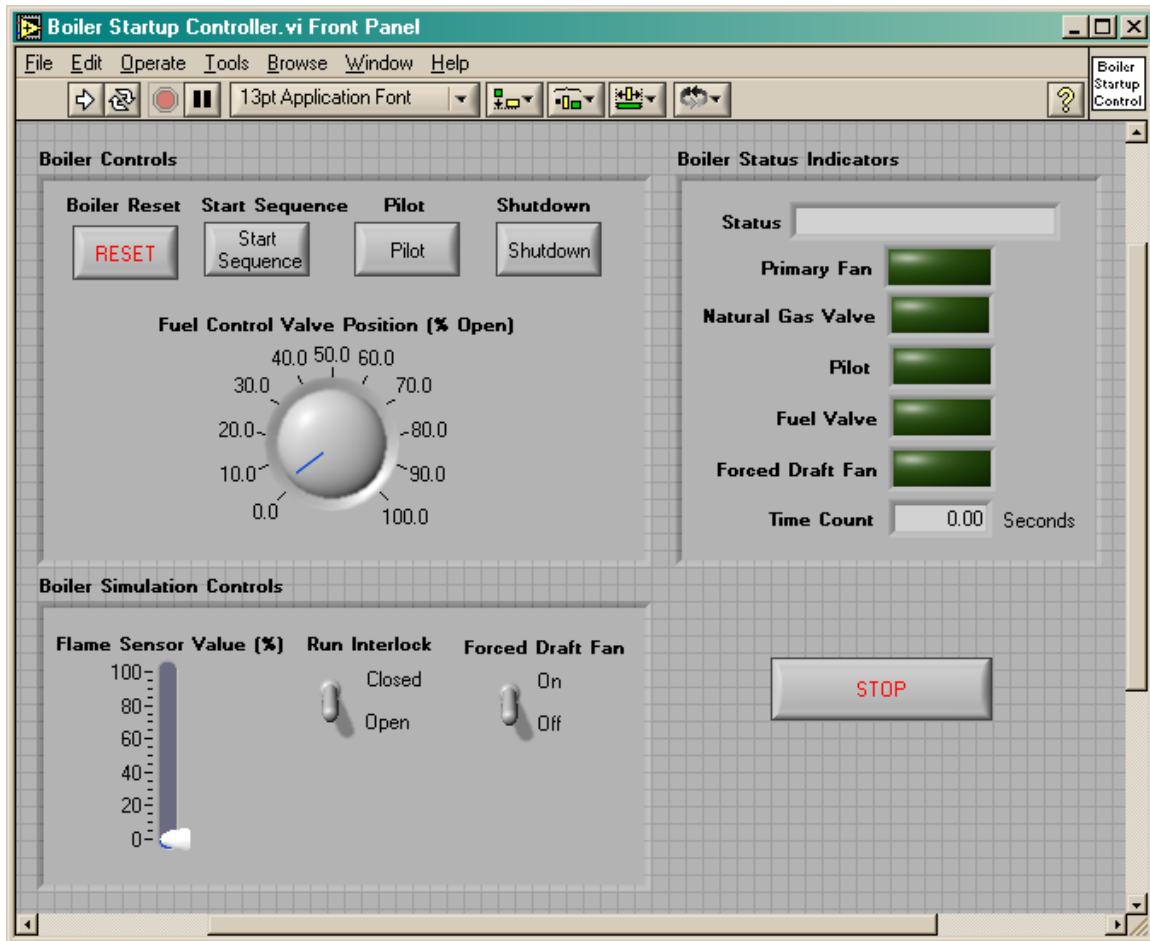 Boiler Startup Controller.vi Front Panel
File Edit Operate Tools Browse Window Help
13pt Application Font
?
Boiler
Startup
Control
Boiler Controls
Boiler Reset Start Sequence Pilot Shutdown
RESET
Start
Sequence
Pilot
Shutdown
Fuel Control Valve Position (% Open)
40.0 50.0 60.0
30.0 70.0
20.0 80.0
10.0 90.0
0.0 100.0
Boiler Status Indicators
Status
Primary Fan
Natural Gas Valve
Pilot
Fuel Valve
Forced Draft Fan
Time Count 0.00 Seconds
Boiler Simulation Controls
Flame Sensor Value (%)
100
80
60
40
20
0
Run Interlock
Closed
Open
Forced Draft Fan
On
Off
STOP